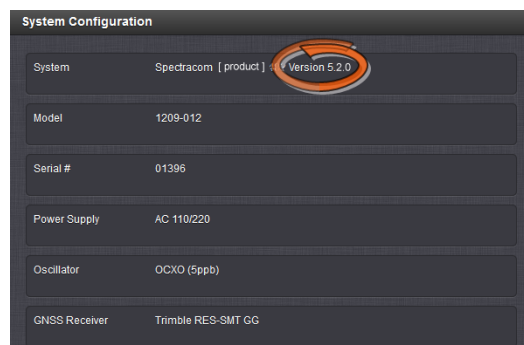 System Configuration
System Spectracom [ product ] Version 5.2.0
Model 1209-012
Serial # 01396
Power Supply AC 110/220
Oscillator OCXO (5ppb)
GNSS Receiver Trimble RES-SMT GG